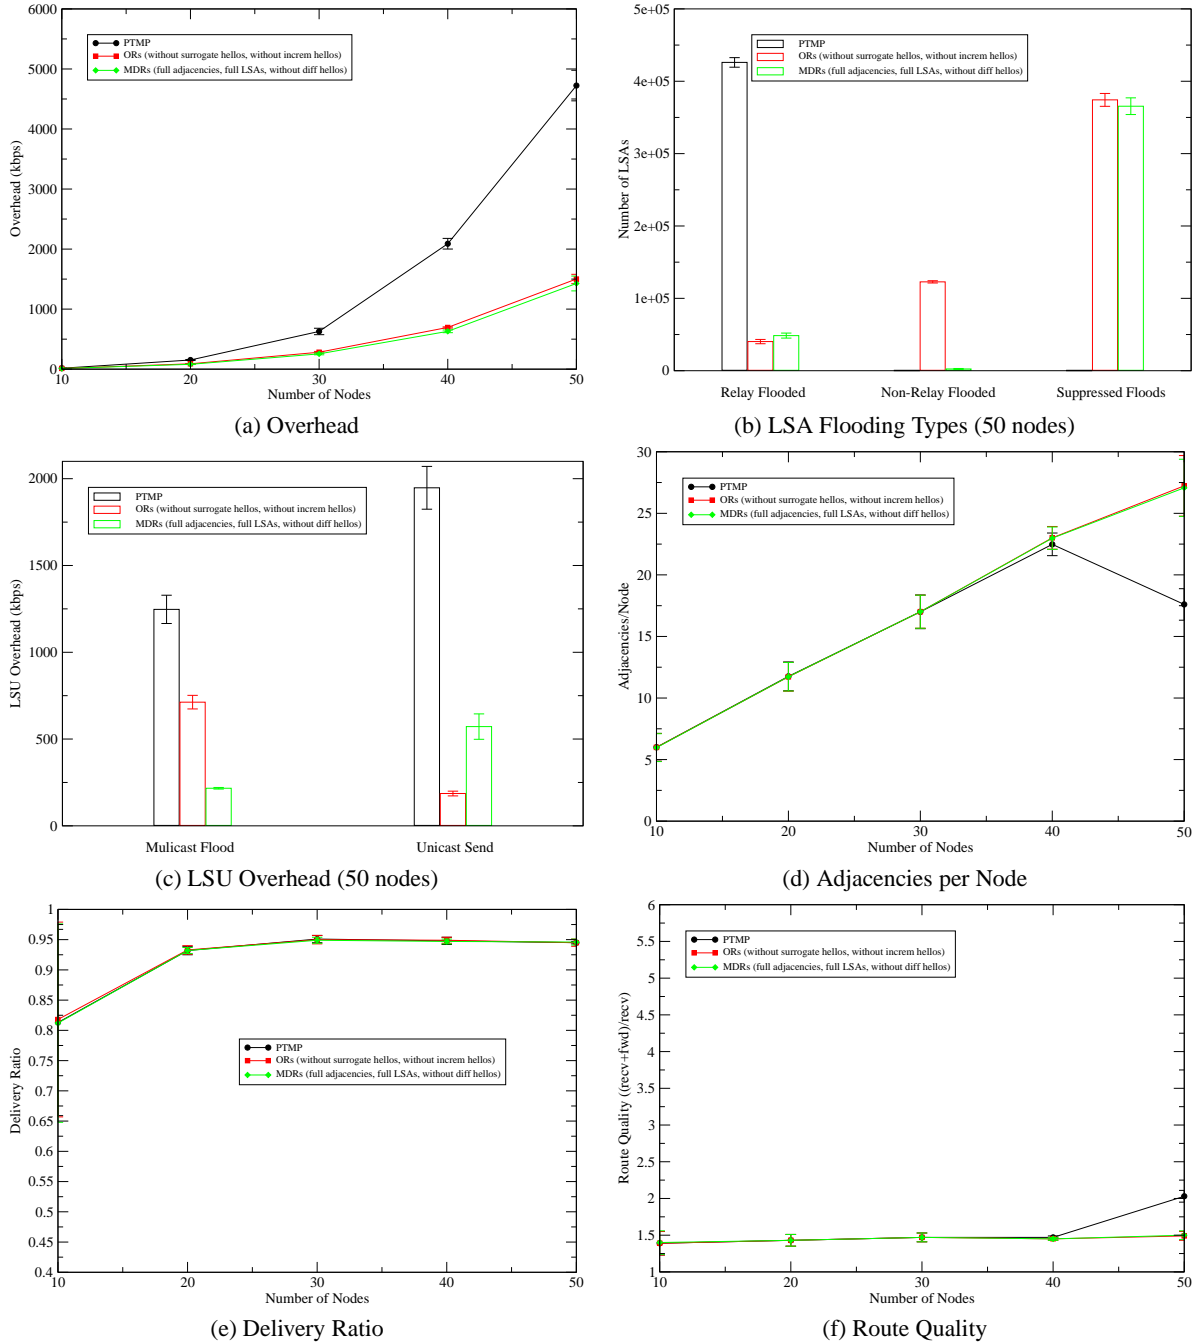 6000
5000
4000
3000
2000
1000
0
Overhead (kbps)
PTMP
ORs (without surrogate hellos, without increm hellos)
MDRs (full adjacencies, full LSAs, without diff hellos)
10
20
30
40
50
Number of Nodes
(a) Overhead
5e+05
4e+05
3e+05
2e+05
1e+05
0
Number of LSAs
PTMP
ORs (without surrogate hellos, without increm hellos)
MDRs (full adjacencies, full LSAs, without diff hellos)
Relay Flooded
Non-Relay Flooded
Suppressed Floods
(b) LSA Flooding Types (50 nodes)
2000
1500
1000
500
0
LSU Overhead (kbps)
PTMP
ORs (without surrogate hellos, without increm hellos)
MDRs (full adjacencies, full LSAs, without diff hellos)
Mulicast Flood
Unicast Send
(c) LSU Overhead (50 nodes)
30
25
20
15
10
5
0
Adjacencies/Node
PTMP
ORs (without surrogate hellos, without increm hellos)
MDRs (full adjacencies, full LSAs, without diff hellos)
10
20
30
40
50
Number of Nodes
(d) Adjacencies per Node
1
0.95
0.9
0.85
0.8
0.75
0.7
0.65
0.6
0.55
0.5
0.45
0.4
Delivery Ratio
PTMP
ORs (without surrogate hellos, without increm hellos)
MDRs (full adjacencies, full LSAs, without diff hellos)
10
20
30
40
50
Number of Nodes
(e) Delivery Ratio
6
5.5
5
4.5
4
3.5
3
2.5
2
1.5
1
Route Quality ((recv+fwd)/recv)
PTMP
ORs (without surrogate hellos, without increm hellos)
MDRs (full adjacencies, full LSAs, without diff hellos)
10
20
30
40
50
Number of Nodes
(f) Route Quality